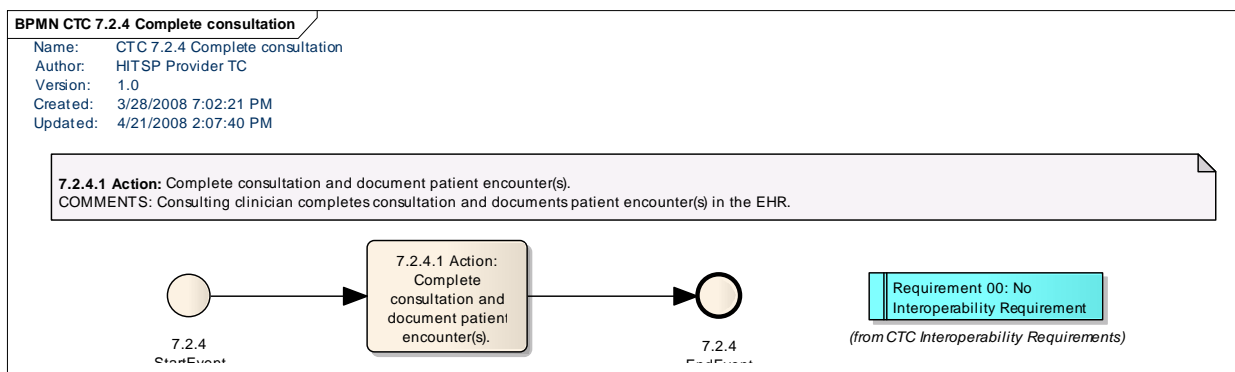 BPMN CTC 7.2.4 Complete consultation
Name: CTC 7.2.4 Complete consultation
Author: HITSP Provider TC
Version: 1.0
Created: 3/28/2008 7:02:21 PM
Updated: 4/21/2008 2:07:40 PM
7.2.4.1 Action: Complete consultation and document patient encounter(s).
COMMENTS: Consulting clinician completes consultation and documents patient encounter(s) in the EHR.
7.2.4.1 Action:
Complete
consultation and
document patient
encounter(s).
7.2.4
StartEvent
7.2.4
EndEvent
Requirement 00: No
Interoperability Requirement
(from CTC Interoperability Requirements)